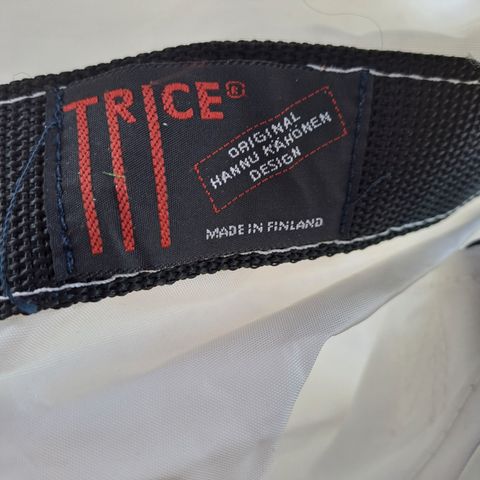 TRICE®
ORIGINAL
HANNU KÄHÖNEN
DESIGN
MADE IN FINLAND